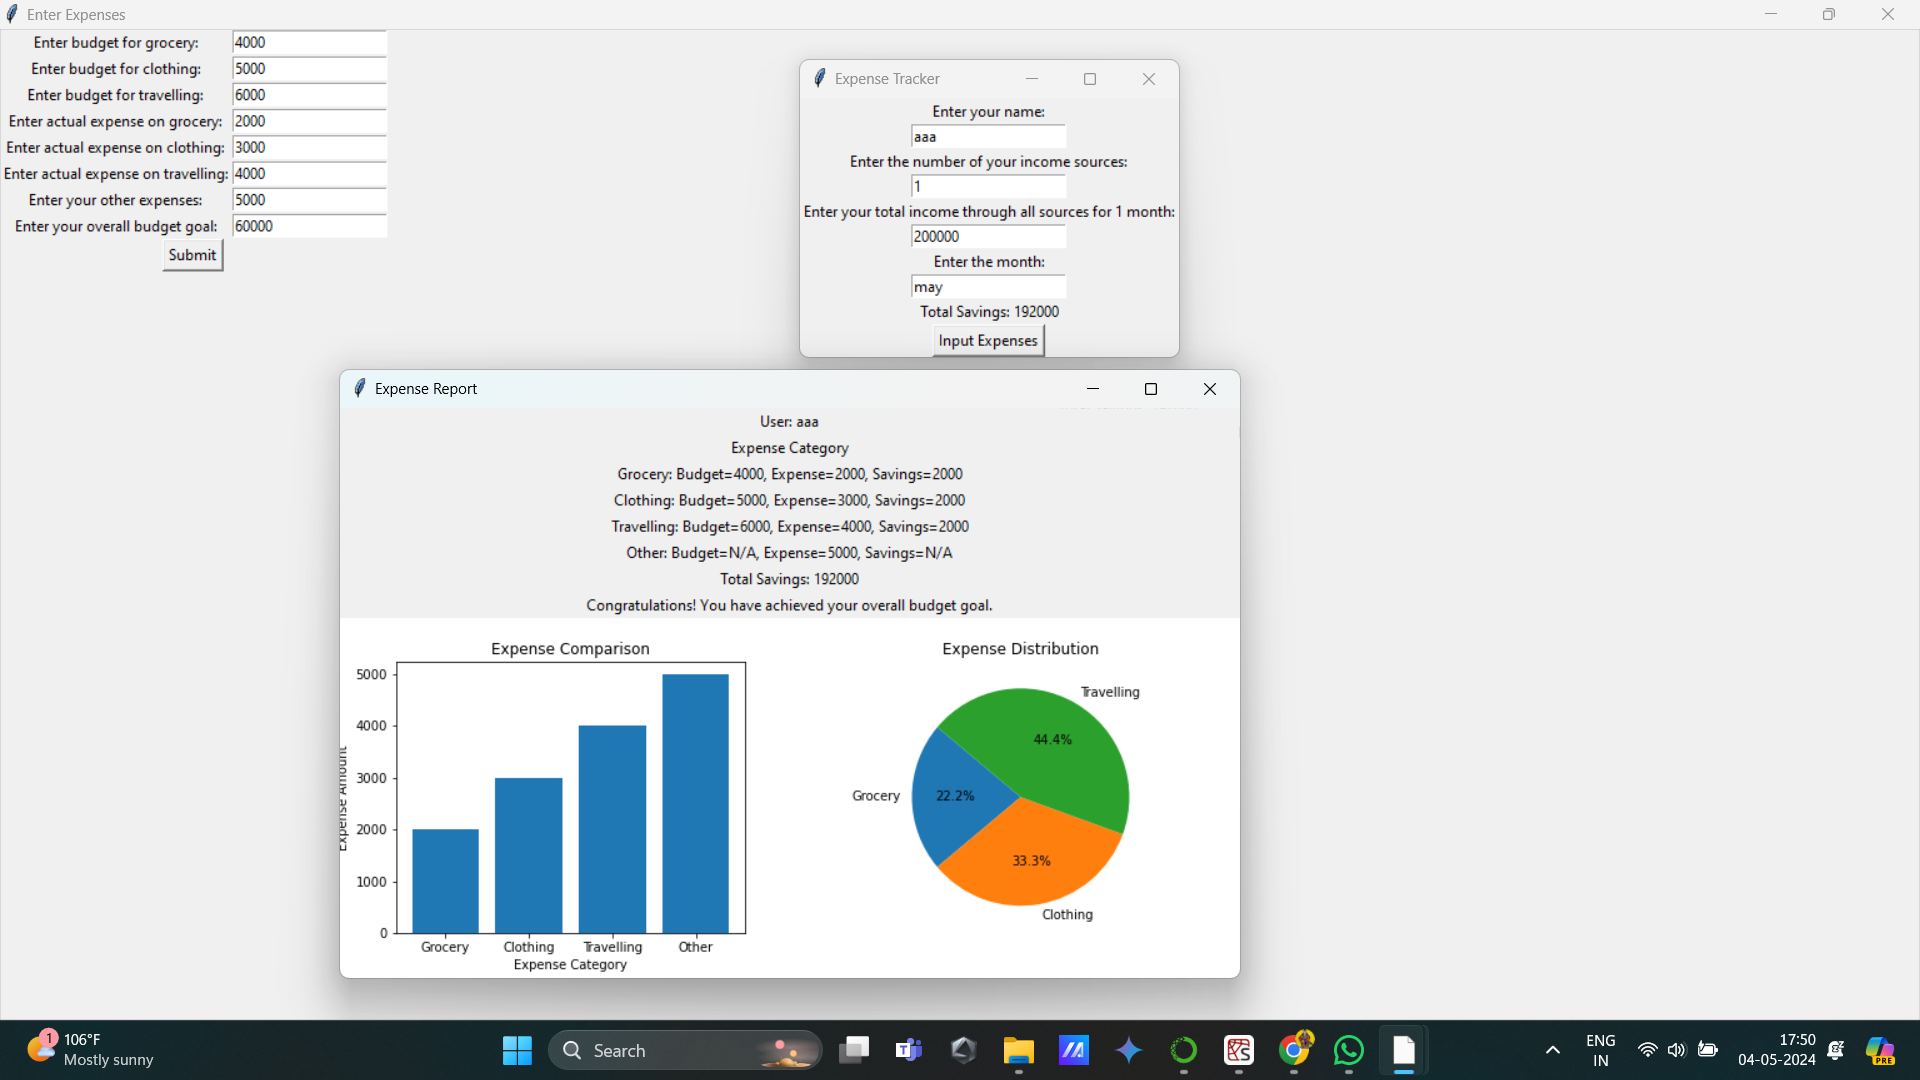 Enter Expenses
Enter budget for grocery: 4000
Enter budget for clothing: 5000
Enter budget for travelling: 6000
Enter actual expense on grocery: 2000
Enter actual expense on clothing: 3000
Enter actual expense on travelling: 4000
Enter your other expenses: 5000
Enter your overall budget goal: 60000
Submit
Expense Tracker
Enter your name:
aaa
Enter the number of your income sources:
1
Enter your total income through all sources for 1 month:
200000
Enter the month:
may
Total Savings: 192000
Input Expenses
Expense Report
User: aaa
Expense Category
Grocery: Budget=4000, Expense=2000, Savings=2000
Clothing: Budget=5000, Expense=3000, Savings=2000
Travelling: Budget=6000, Expense=4000, Savings=2000
Other: Budget=N/A, Expense=5000, Savings=N/A
Total Savings: 192000
Congratulations! You have achieved your overall budget goal.
Expense Comparison
5000
4000
3000
2000
1000
0
Expense Amount
Grocery Clothing Travelling Other
Expense Category
Expense Distribution
Travelling
44.4%
Grocery
22.2%
33.3%
Clothing
1
106°F
Mostly sunny
Search
ENG
IN
17:50
04-05-2024
PRE